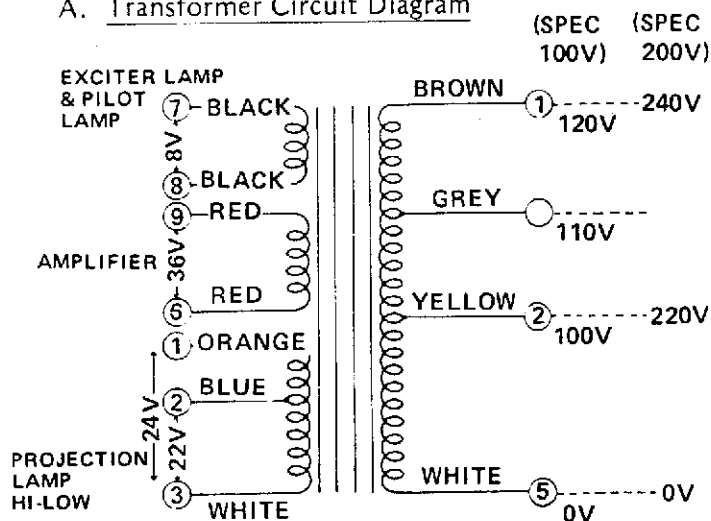 A. Transformer Circuit Diagram
(SPEC 100V) (SPEC 200V)
EXCITER LAMP & PILOT LAMP
7 BLACK
8V
8 BLACK
9 RED
AMPLIFIER 36V
6 RED
1 ORANGE
2 BLUE
24V
22V
PROJECTION LAMP HI-LOW
3 WHITE
BROWN 1 120V 240V
GREY 110V
YELLOW 2 100V 220V
WHITE 5 0V 0V